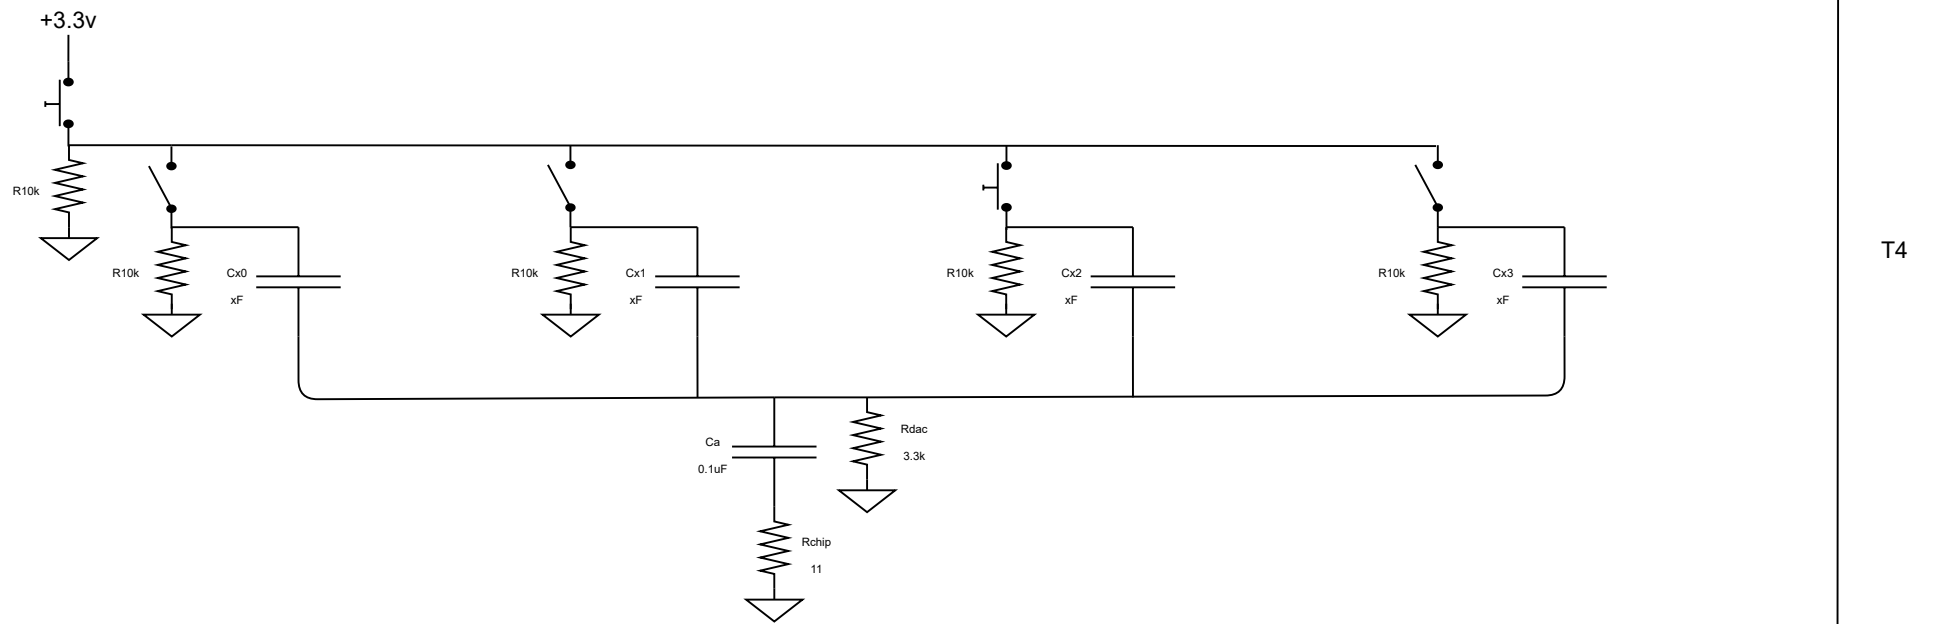 +3.3v
R10k
R10k
Cx0
xF
R10k
Cx1
xF
R10k
Cx2
xF
R10k
Cx3
xF
T4
Ca
0.1uF
Rdac
3.3k
Rchip
11